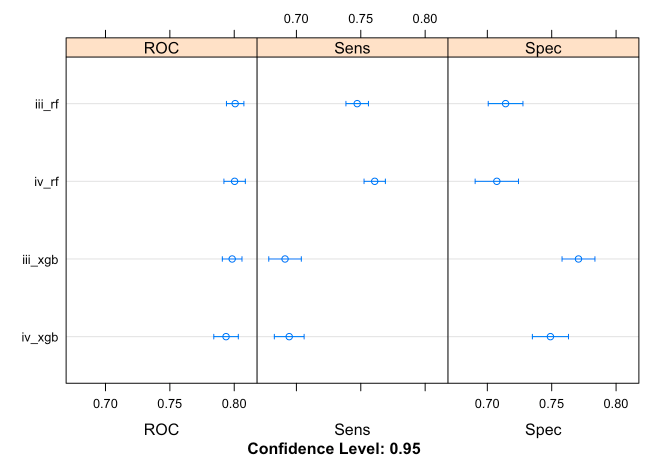 0.70 0.75 0.80
ROC Sens Spec
iii_rf
iv_rf
iii_xgb
iv_xgb
0.70 0.75 0.80 0.70 0.75 0.80
ROC Sens Spec
Confidence Level: 0.95